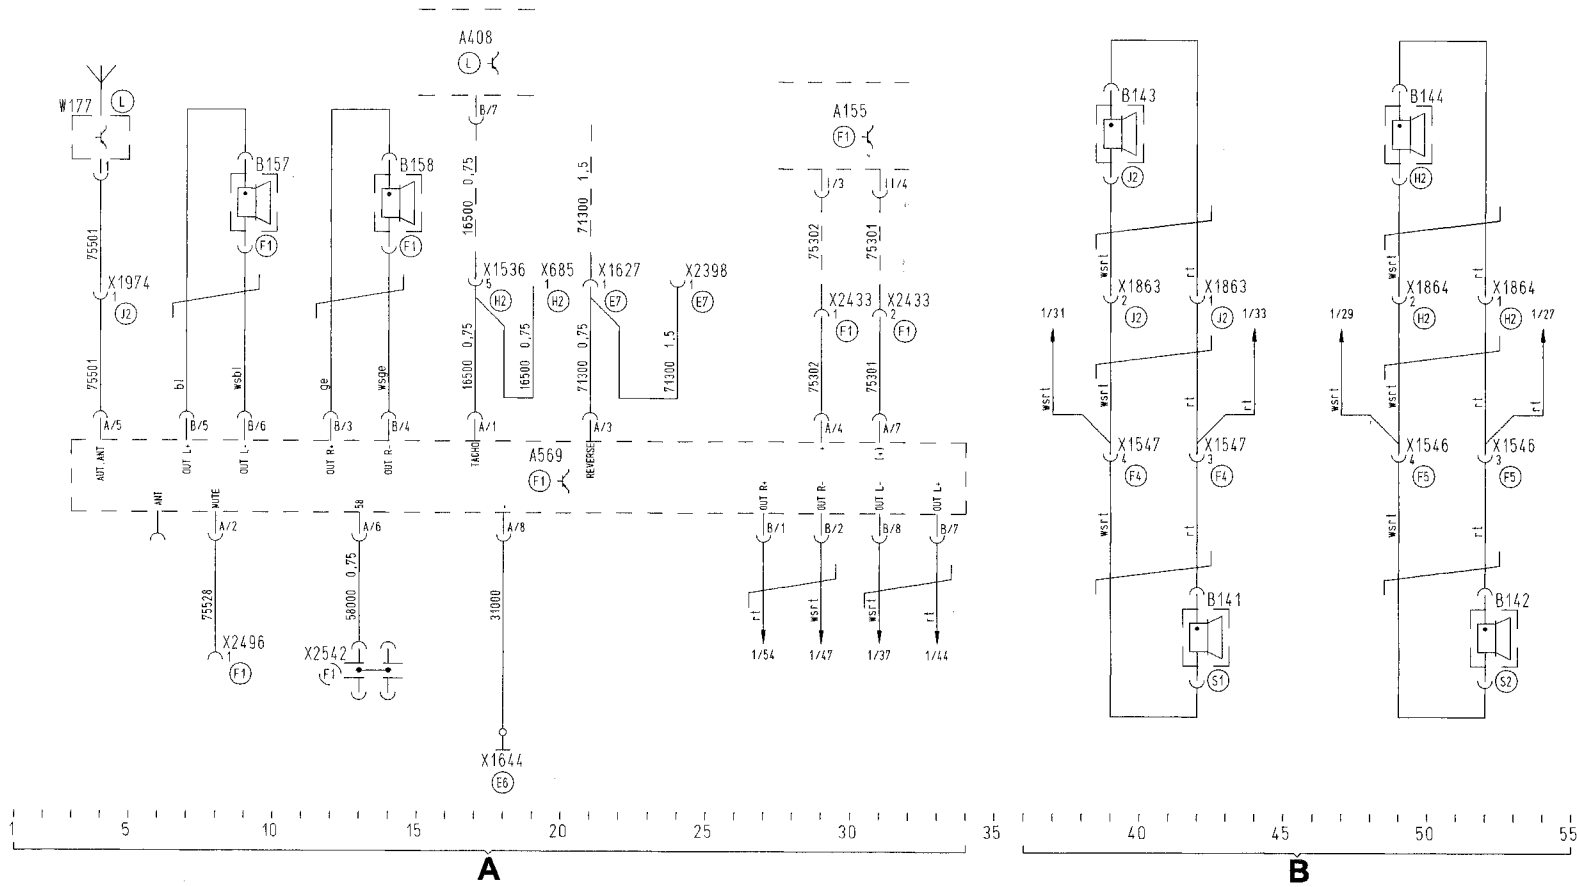 A408
L
W177
L
B/7
A155
F1
B143
B144
1
B157
B158
I/3
II/4
J2
H2
F1
F1
16500 0,75
71300 1,5
75501
75302
75301
wsrt
rt
wsrt
rt
X1974
1
J2
X1536
5
H2
X685
1
H2
X1627
1
E7
X2398
1
E7
X2433
1
F1
X2433
2
F1
X1863
2
J2
X1863
1
J2
X1864
2
H2
X1864
1
H2
1/31
1/33
1/29
1/27
75501
bl
wsbl
ge
wsge
16500 0,75
16500 0,75
71300 0,75
71300 1,5
75302
75301
wsrt
wsrt
rt
rt
wsrt
wsrt
rt
rt
A/5
B/5
B/6
B/3
B/4
A/1
A/3
A/4
A/7
X1547
4
F4
X1547
3
F4
X1546
4
F5
X1546
3
F5
AUT.ANT
OUT L+
OUT L-
OUT R+
OUT R-
TACHO
REVERSE
+
(+)
A569
F1
ANT
MUTE
58
-
OUT R+
OUT R-
OUT L-
OUT L+
A/2
A/6
A/8
B/1
B/2
B/8
B/7
wsrt
rt
wsrt
rt
75528
58000 0,75
31000
rt
wsrt
wsrt
rt
B141
B142
X2496
1
F1
X2542
F1
1/54
1/47
1/37
1/44
S1
S2
X1644
E6
1 5 10 15 20 25 30 35 40 45 50 55
A
B